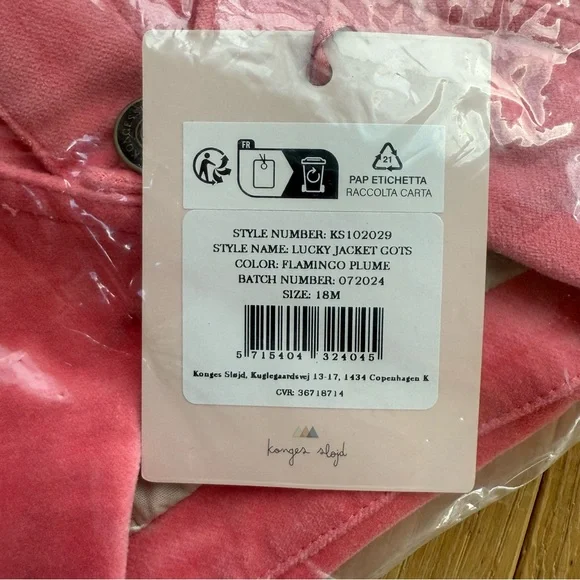 FR
21
PAP ETICHETTA
RACCOLTA CARTA
STYLE NUMBER: KS102029
STYLE NAME: LUCKY JACKET GOTS
COLOR: FLAMINGO PLUME
BATCH NUMBER: 072024
SIZE: 18M
5 715404 324045
Konges Sløjd, Kuglegaardsvej 13-17, 1434 Copenhagen K
CVR: 36718714
konges sløjd